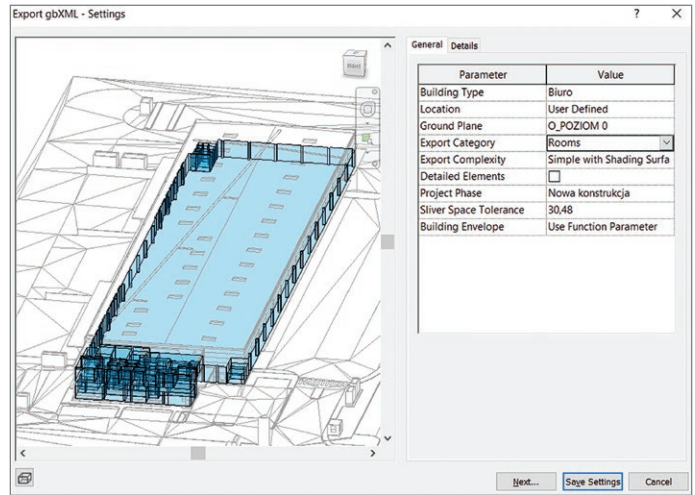 Export gbXML - Settings
General Details
Parameter Value
Building Type Biuro
Location User Defined
Ground Plane O_POZIOM 0
Export Category Rooms
Export Complexity Simple with Shading Surfa
Detailed Elements
Project Phase Nowa konstrukcja
Sliver Space Tolerance 30,48
Building Envelope Use Function Parameter
Next... Save Settings Cancel